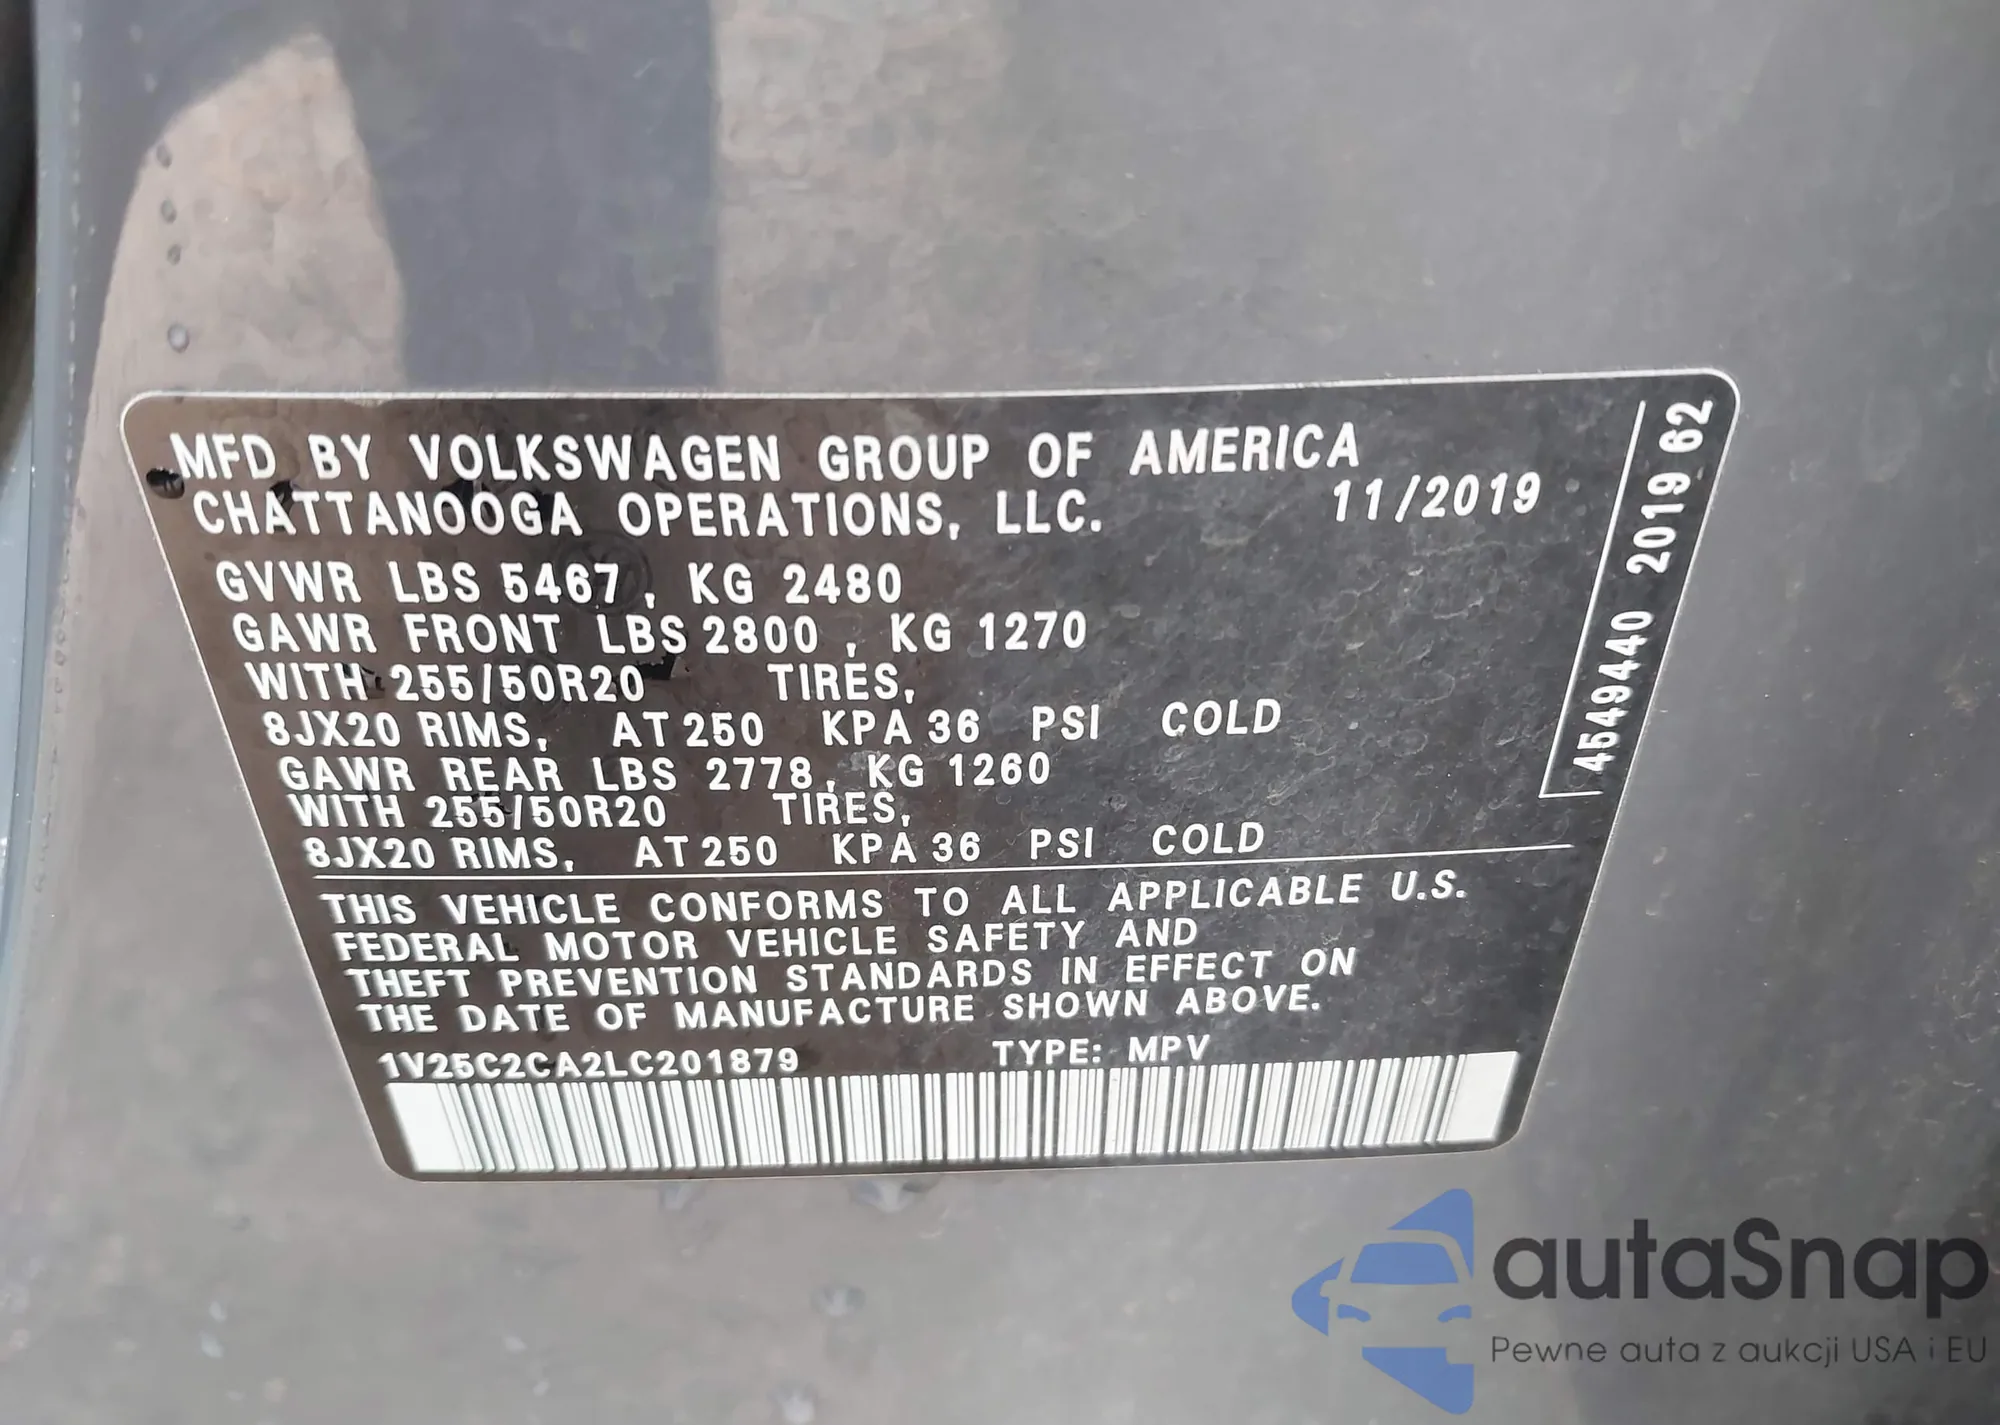 MFD BY VOLKSWAGEN GROUP OF AMERICA
CHATTANOOGA OPERATIONS, LLC. 11/2019
GVWR LBS 5467 , KG 2480
GAWR FRONT LBS 2800 , KG 1270
WITH 255/50R20 TIRES,
8JX20 RIMS, AT 250 KPA 36 PSI COLD
GAWR REAR LBS 2778, KG 1260
WITH 255/50R20 TIRES,
8JX20 RIMS, AT 250 KPA 36 PSI COLD
THIS VEHICLE CONFORMS TO ALL APPLICABLE U.S.
FEDERAL MOTOR VEHICLE SAFETY AND
THEFT PREVENTION STANDARDS IN EFFECT ON
THE DATE OF MANUFACTURE SHOWN ABOVE.
1V25C2CA2LC201879 TYPE: MPV
4549440 2019 62
autaSnap
Pewne auta z aukcji USA i EU